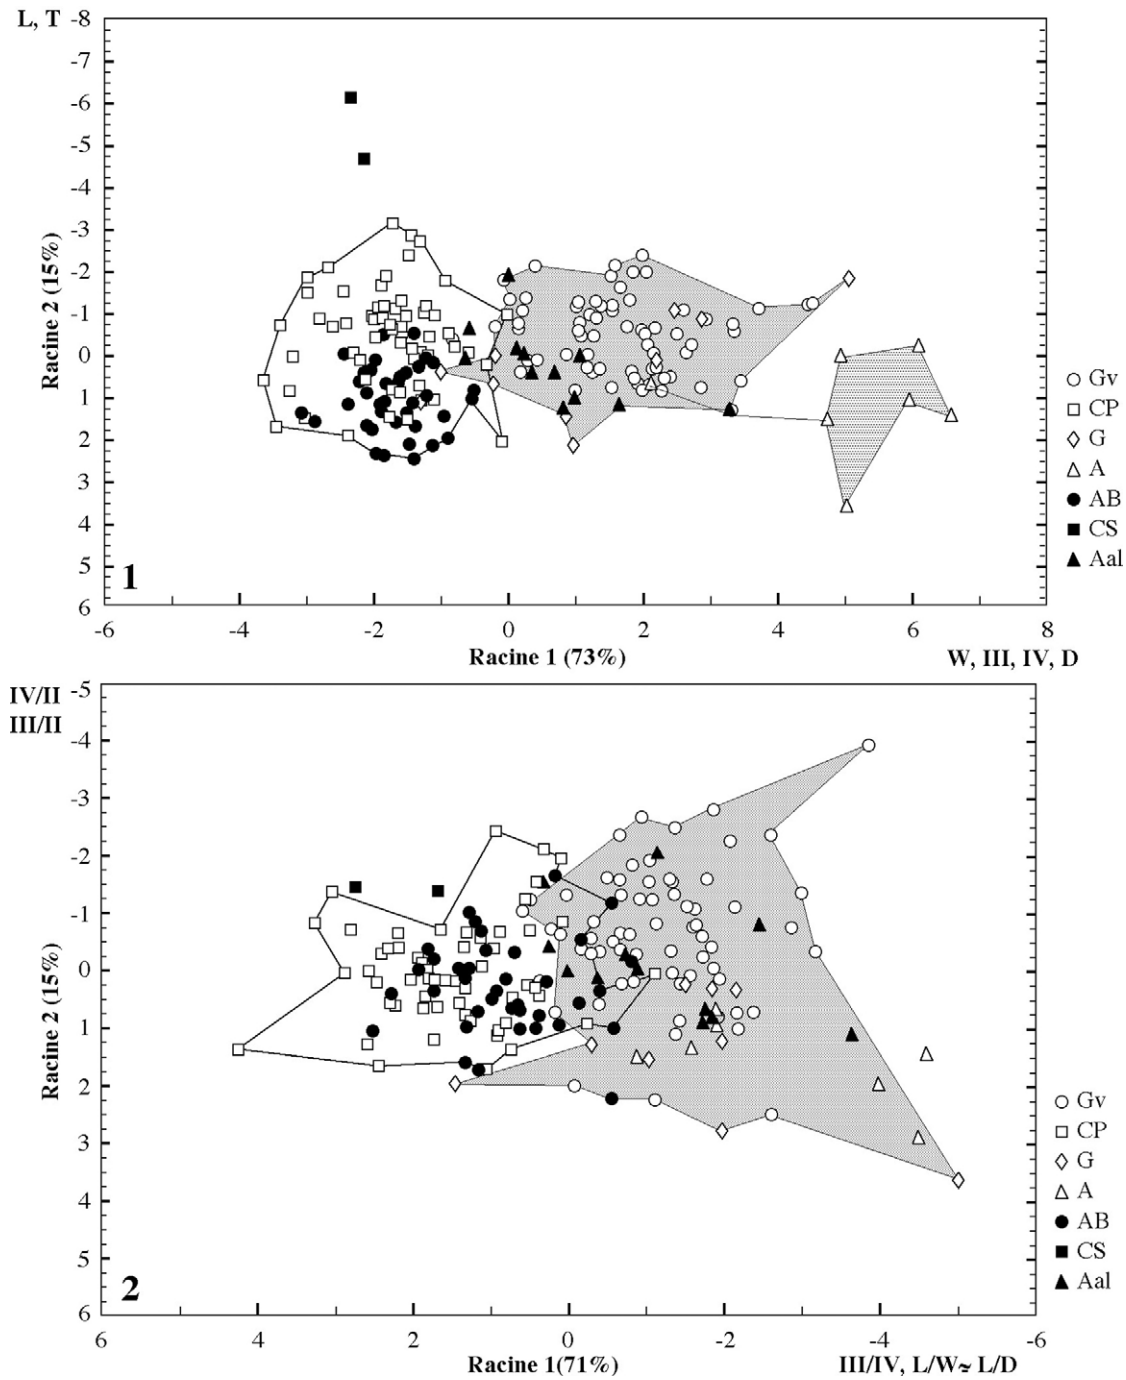 L, T
-8
-7
-6
-5
-4
-3
-2
-1
0
1
2
3
4
5
6
Racine 2 (15%)
1
Gv
CP
G
A
AB
CS
Aal
-6 -4 -2 0 2 4 6 8
Racine 1 (73%) W, III, IV, D
IV/II
III/II
-5
-4
-3
-2
-1
0
1
2
3
4
5
6
Racine 2 (15%)
2
Gv
CP
G
A
AB
CS
Aal
6 4 2 0 -2 -4 -6
Racine 1(71%) III/IV, L/W≈ L/D